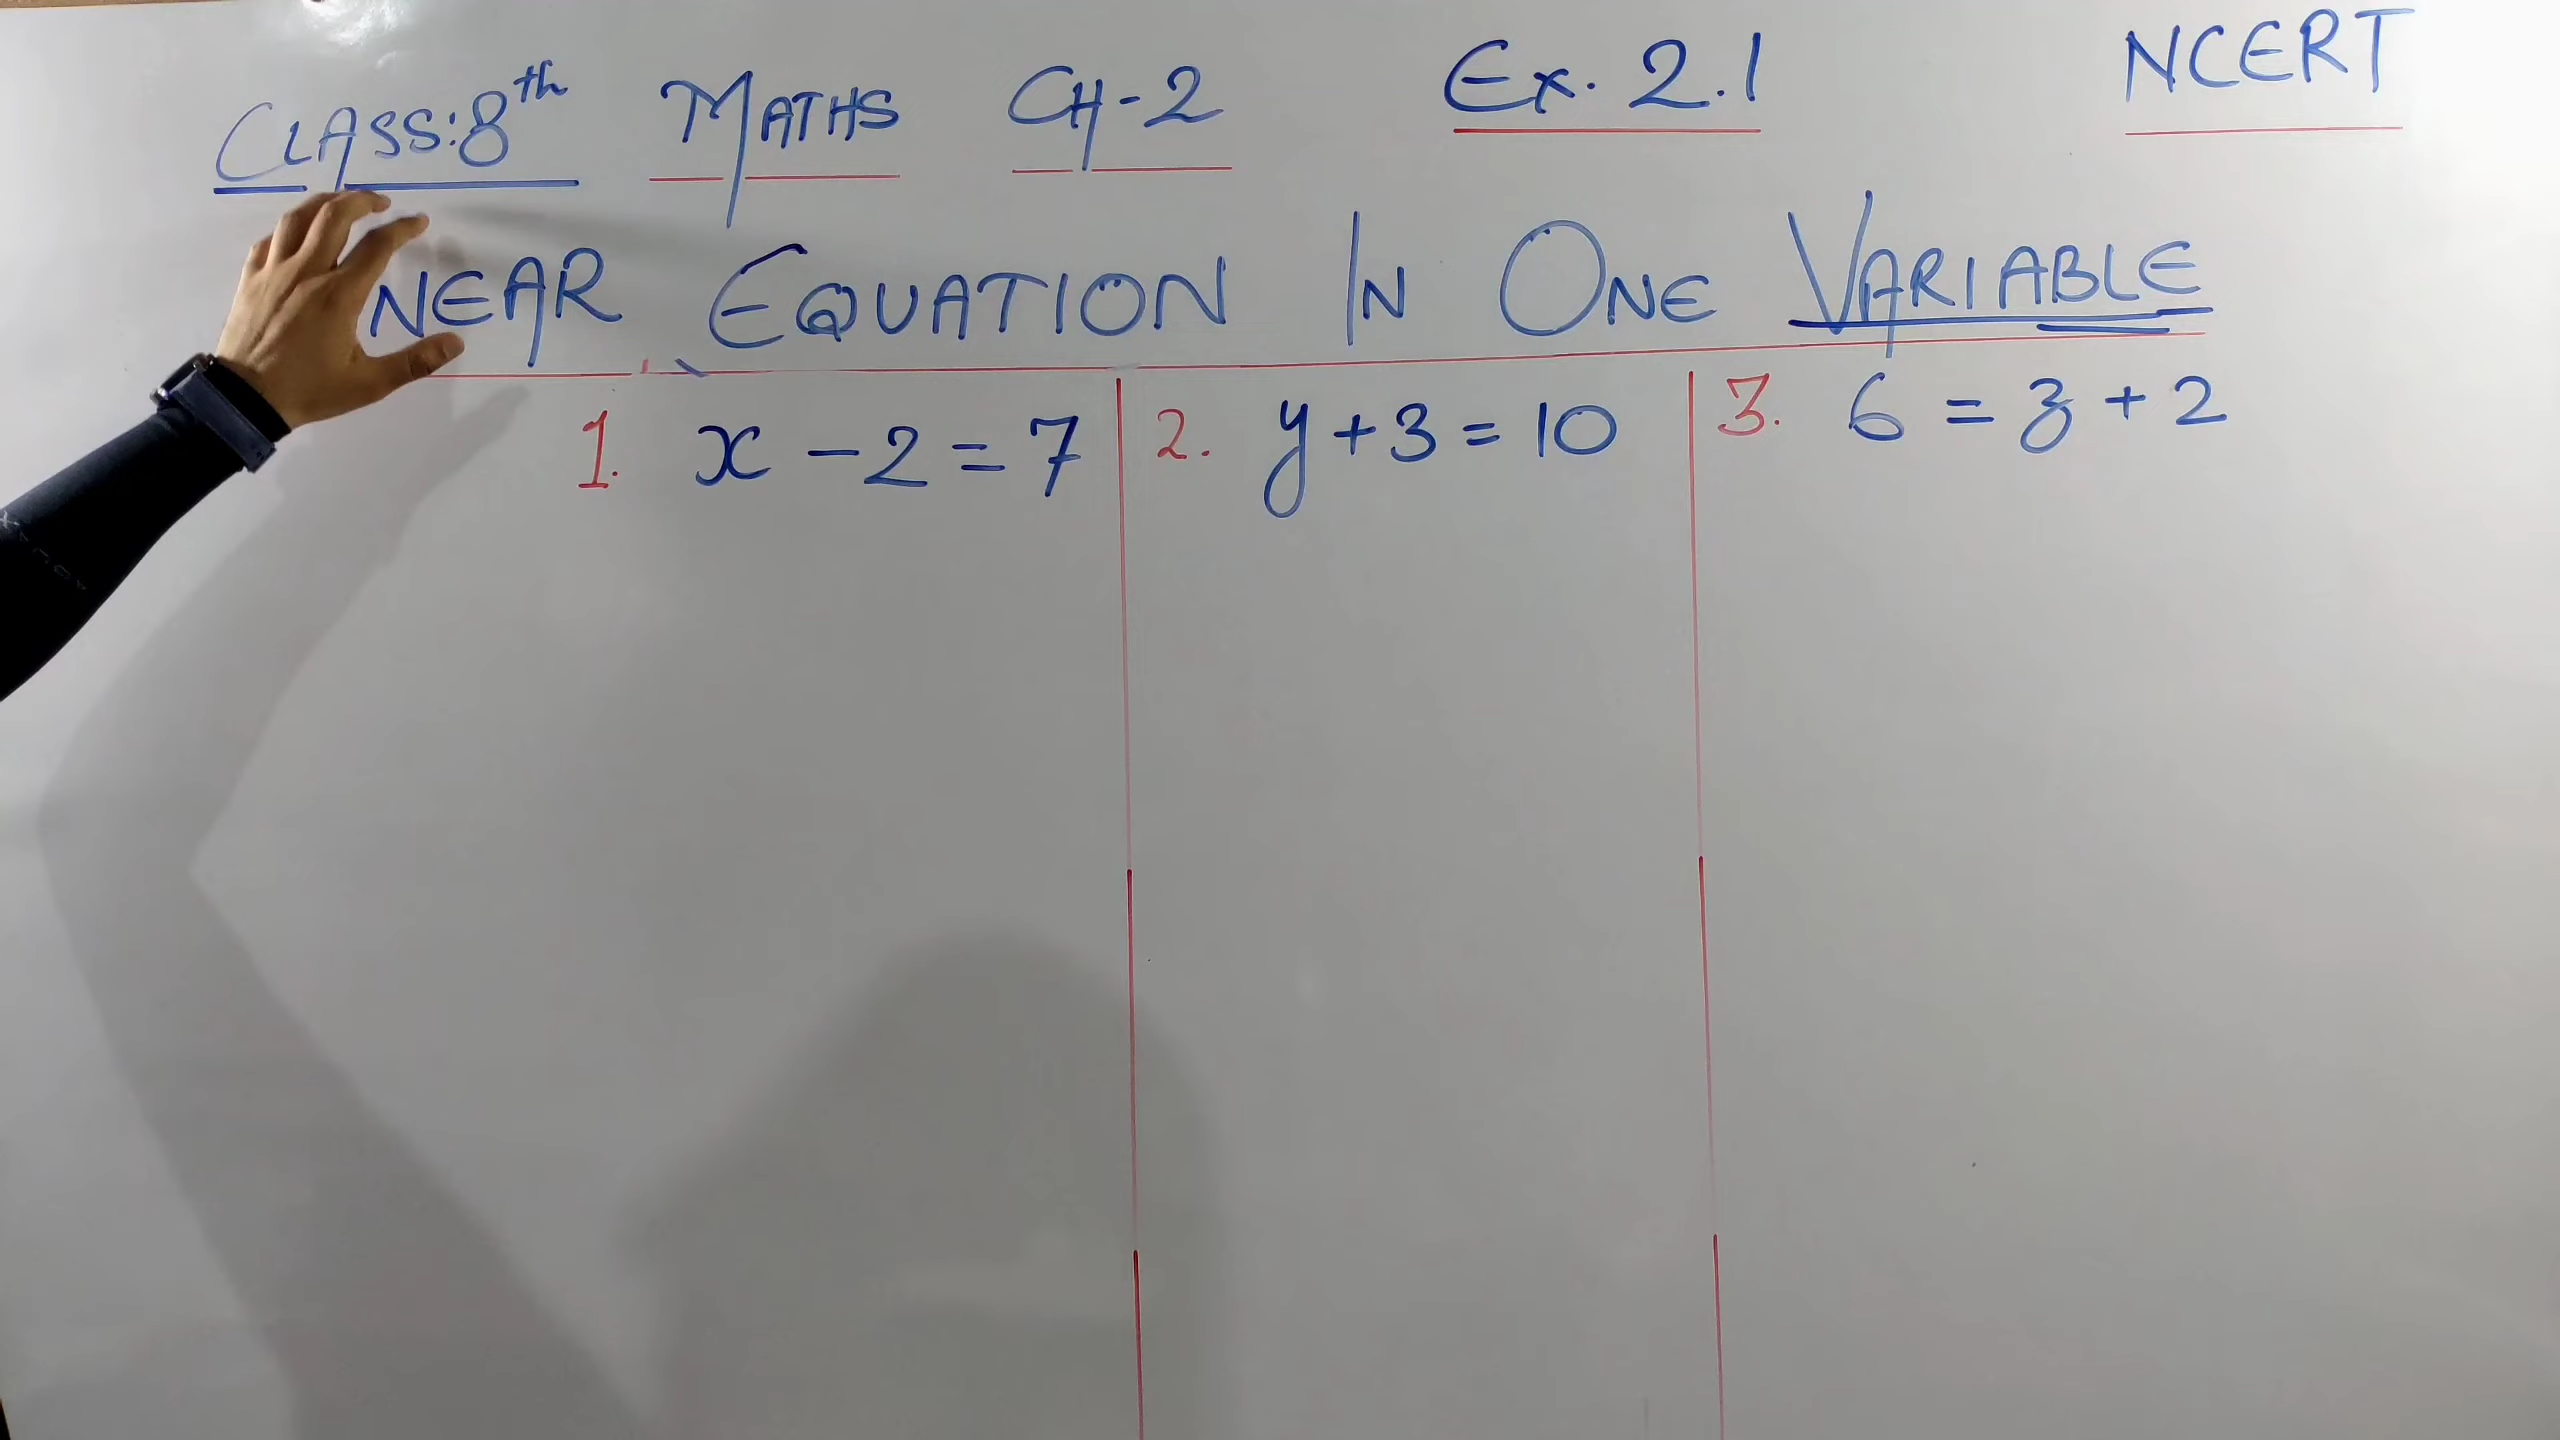 CLASS: 8th MATHS CH-2 Ex. 2.1 NCERT
NEAR EQUATION IN ONE VARIABLE
1. x - 2 = 7
2. y + 3 = 10
3. 6 = z + 2